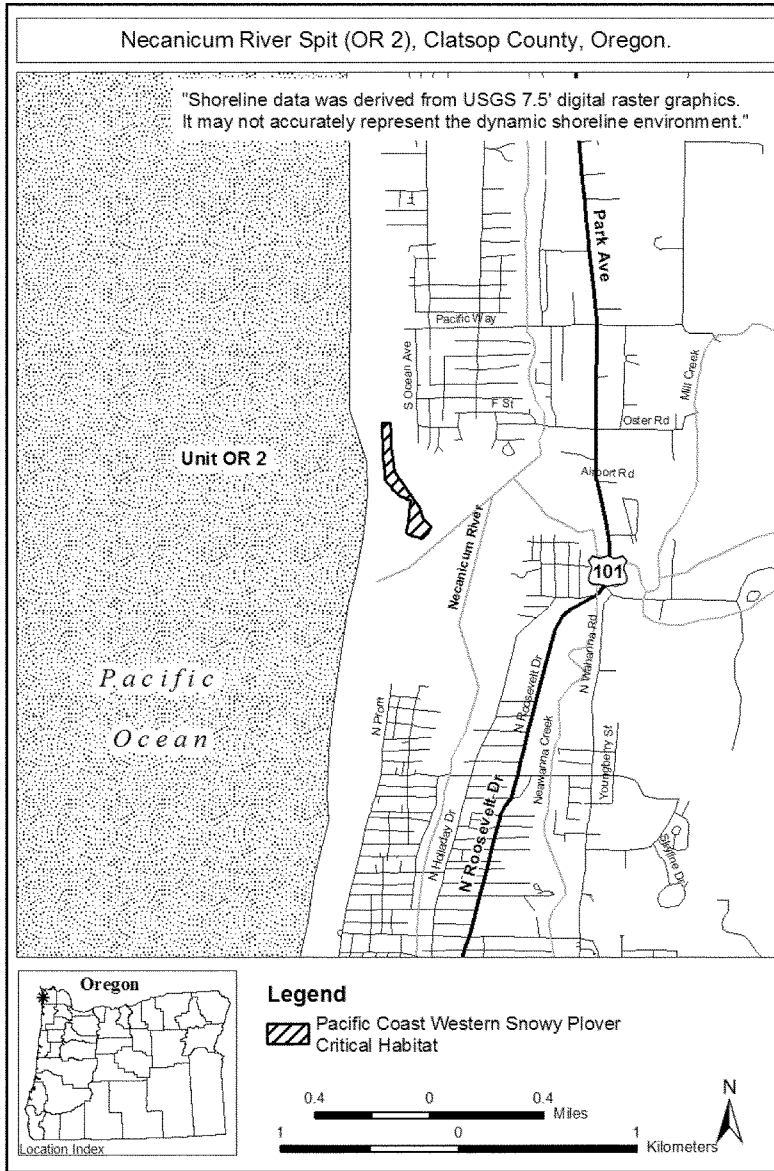 Necanicum River Spit (OR 2), Clatsop County, Oregon.
"Shoreline data was derived from USGS 7.5' digital raster graphics.
It may not accurately represent the dynamic shoreline environment."
Park Ave
Pacific Way
S Ocean Ave
Mill Creek
F St
Oster Rd
Unit OR 2
Airport Rd
Necanicum River
101
N Wahanna Rd
Pacific
Ocean
N Prom
N Roosevelt Dr
Neawanna Creek
Youngberry St
N Holladay Dr
N Roosevelt Dr
Skyline Dr
Oregon
Location Index
Legend
Pacific Coast Western Snowy Plover
Critical Habitat
0.4 0 0.4
Miles
1 0 1
Kilometers
N